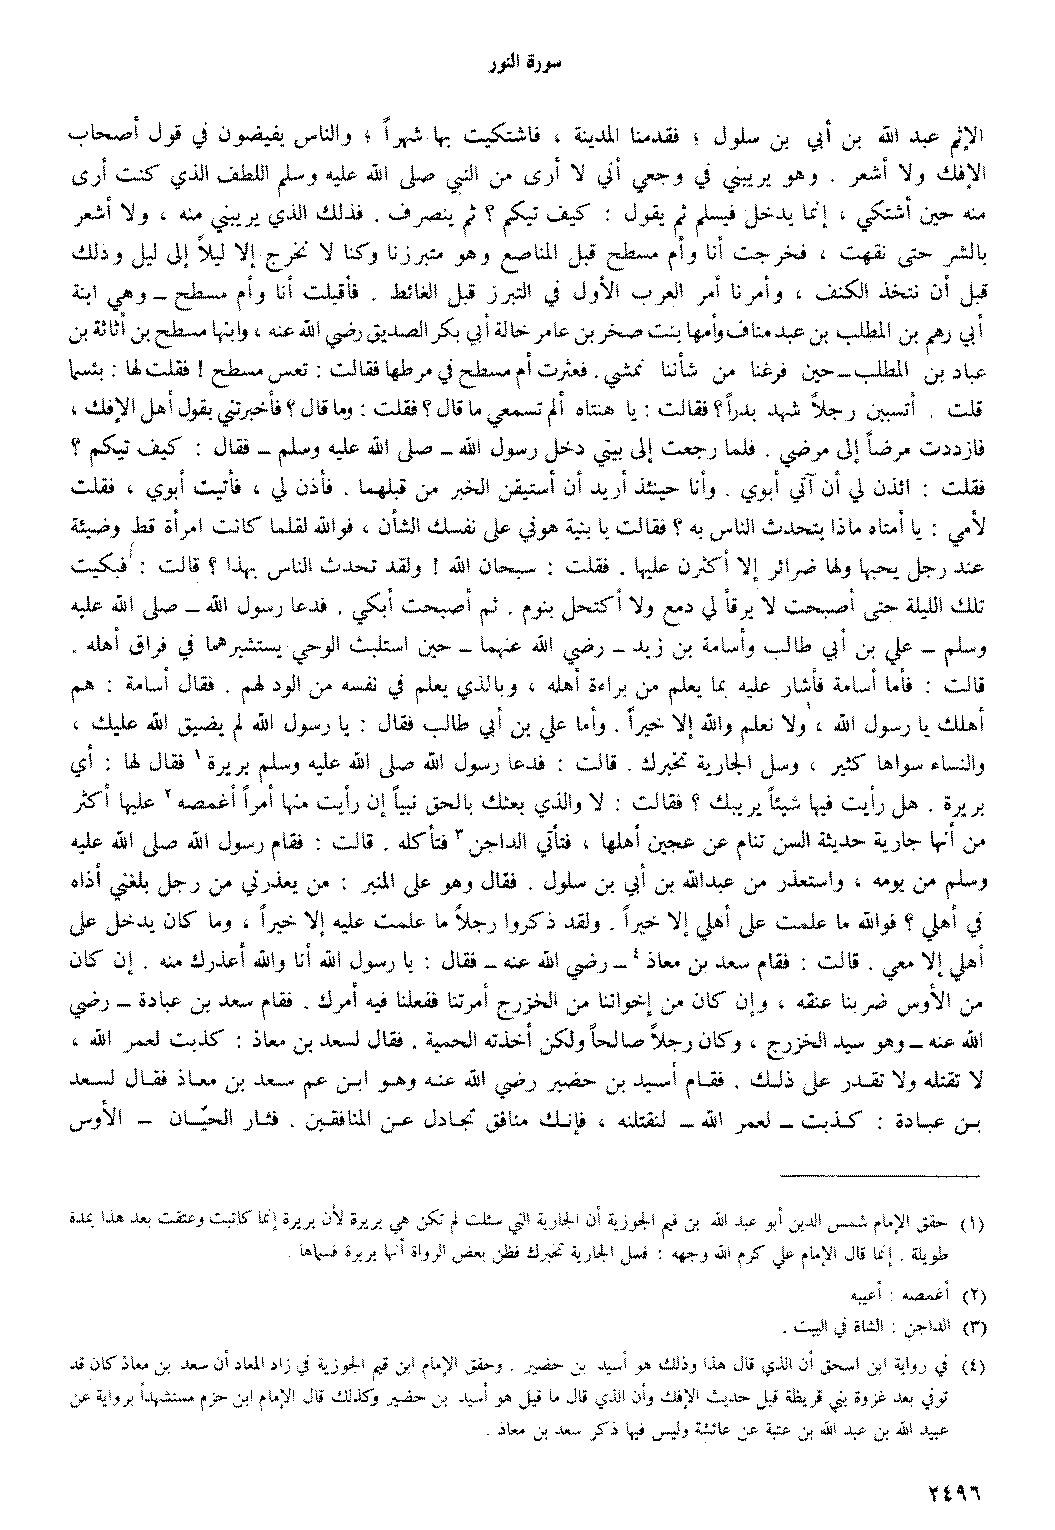 سورة النور
الإثم عبد الله بن أبي بن سلول ؛ فقدمنا المدينة ، فاشتكيت بها شهراً ؛ والناس يفيضون في قول أصحاب
الإفك ولا أشعر . وهو يريبني في وجعي أني لا أرى من النبي صلى الله عليه وسلم اللطف الذي كنت أرى
منه حين أشتكي ، إنما يدخل فيسلم ثم يقول : كيف تيكم ؟ ثم ينصرف . فذلك الذي يريبني منه ، ولا أشعر
بالشر حتى نقهت ، فخرجت أنا وأم مسطح قبل المناصع وهو متبرزنا وكنا لا نخرج إلا ليلاً إلى ليل وذلك
قبل أن نتخذ الكنف ، وأمرنا أمر العرب الأول في التبرز قبل الغائط . فأقبلت أنا وأم مسطح – وهي ابنة
أبي رهم بن المطلب بن عبد مناف وأمها بنت صخر بن عامر خالة أبي بكر الصديق رضي الله عنه ، وابنها مسطح بن أثاثة بن
عباد بن المطلب – حين فرغنا من شأننا نمشي . فعثرت أم مسطح في مرطها فقالت : تعس مسطح ! فقلت لها : بئسما
قلت . أتسبين رجلاً شهد بدراً؟ فقالت : يا هنتاه ألم تسمعي ما قال ؟ فقلت : وما قال ؟ فأخبرتني بقول أهل الإفك ،
فازددت مرضاً إلى مرضي . فلما رجعت إلى بيتي دخل رسول الله – صلى الله عليه وسلم – فقال : كيف تيكم ؟
فقلت : ائذن لي أن آتي أبوي . وأنا حينئذ أريد أن أستيقن الخبر من قبلهما . فأذن لي ، فأتيت أبوي ، فقلت
لأمي : يا أمتاه ماذا يتحدث الناس به ؟ فقالت يا بنية هوني على نفسك الشأن ، فوالله لقلما كانت امرأة قط وضيئة
عند رجل يحبها ولها ضرائر إلا أكثرن عليها . فقلت : سبحان الله ! ولقد تحدث الناس بهذا ؟ قالت : فبكيت
تلك الليلة حتى أصبحت لا يرقأ لي دمع ولا أكتحل بنوم . ثم أصبحت أبكي . فدعا رسول الله – صلى الله عليه
وسلم – علي بن أبي طالب وأسامة بن زيد – رضي الله عنهما – حين استلبث الوحي يستشيرهما في فراق أهله .
قالت : فأما أسامة فأشار عليه بما يعلم من براءة أهله ، وبالذي يعلم في نفسه من الود لهم . فقال أسامة : هم
أهلك يا رسول الله ، ولا نعلم والله إلا خيراً . وأما علي بن أبي طالب فقال : يا رسول الله لم يضيق الله عليك ،
والنساء سواها كثير ، وسل الجارية تخبرك . قالت : فدعا رسول الله صلى الله عليه وسلم بريرة ١ فقال لها : أي
بريرة . هل رأيت فيها شيئاً يريبك ؟ فقالت : لا والذي بعثك بالحق نبياً إن رأيت منها أمراً أغمصه ٢ عليها أكثر
من أنها جارية حديثة السن تنام عن عجين أهلها ، فتأتي الداجن ٣ فتأكله . قالت : فقام رسول الله صلى الله عليه
وسلم من يومه ، واستعذر من عبدالله بن أبي بن سلول . فقال وهو على المنبر : من يعذرني من رجل بلغني أذاه
في أهلي ؟ فوالله ما علمت على أهلي إلا خيراً . ولقد ذكروا رجلاً ما علمت عليه إلا خيراً ، وما كان يدخل على
أهلي إلا معي . قالت : فقام سعد بن معاذ ٤ – رضي الله عنه – فقال : يا رسول الله أنا والله أعذرك منه . إن كان
من الأوس ضربنا عنقه ، وإن كان من إخواننا من الخزرج أمرتنا ففعلنا فيه أمرك . فقام سعد بن عبادة – رضي
الله عنه – وهو سيد الخزرج ، وكان رجلاً صالحاً ولكن أخذته الحمية . فقال لسعد بن معاذ : كذبت لعمر الله ،
لا تقتله ولا تقدر على ذلك . فقام أسيد بن حضير رضي الله عنه وهو ابن عم سعد بن معاذ فقال لسعد
بن عبادة : كذبت – لعمر الله – لنقتلنه ، فإنك منافق تجادل عن المنافقين . فثار الحيّان – الأوس
(١) حقق الإمام شمس الدين أبو عبد الله بن قيم الجوزية أن الجارية التي سئلت لم تكن هي بريرة لأن بريرة إنما كاتبت وعتقت بعد هذا بمدة
طويلة . إنما قال الإمام علي كرم الله وجهه : فسل الجارية تخبرك فظن بعض الرواة أنها بريرة فسماها .
(٢) أغمصه : أعيبه
(٣) الداجن : الشاة في البيت .
(٤) في رواية ابن اسحق أن الذي قال هذا وذلك هو أسيد بن حضير . وحقق الإمام ابن قيم الجوزية في زاد المعاد أن سعد بن معاذ كان قد
توفي بعد غزوة بني قريظة قبل حديث الإفك وأن الذي قال ما قيل هو أسيد بن حضير وكذلك قال الإمام ابن حزم مستشهداً برواية عن
عبيد الله بن عبد الله بن عتبة عن عائشة وليس فيها ذكر سعد بن معاذ .
٢٤٩٦